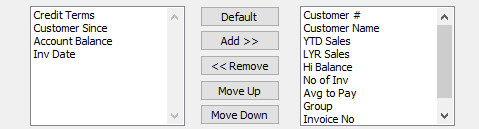 Credit Terms
Customer Since
Account Balance
Inv Date
Default
Add >>
<< Remove
Move Up
Move Down
Customer #
Customer Name
YTD Sales
LYR Sales
Hi Balance
No of Inv
Avg to Pay
Group
Invoice No